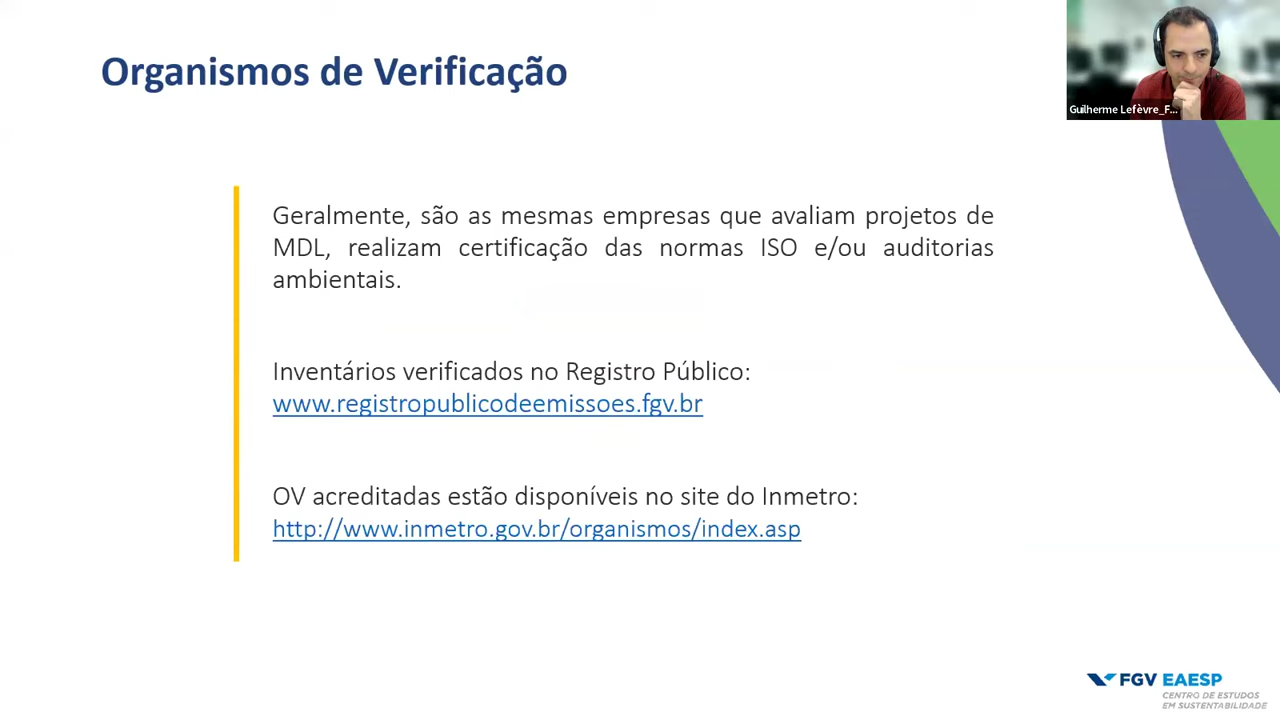 Organismos de Verificação
Guilherme Lefèvre_F...
Geralmente, são as mesmas empresas que avaliam projetos de
MDL, realizam certificação das normas ISO e/ou auditorias
ambientais.
Inventários verificados no Registro Público:
www.registropublicodeemissoes.fgv.br
OV acreditadas estão disponíveis no site do Inmetro:
http://www.inmetro.gov.br/organismos/index.asp
FGV EAESP
CENTRO DE ESTUDOS
EM SUSTENTABILIDADE